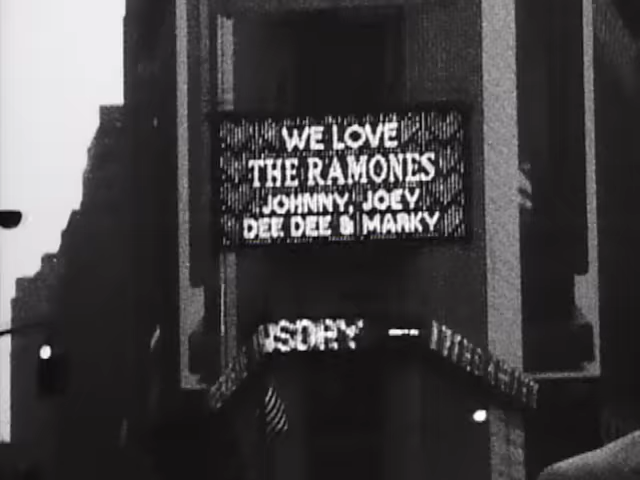 WE LOVE
THE RAMONES
JOHNNY, JOEY
DEE DEE & MARKY